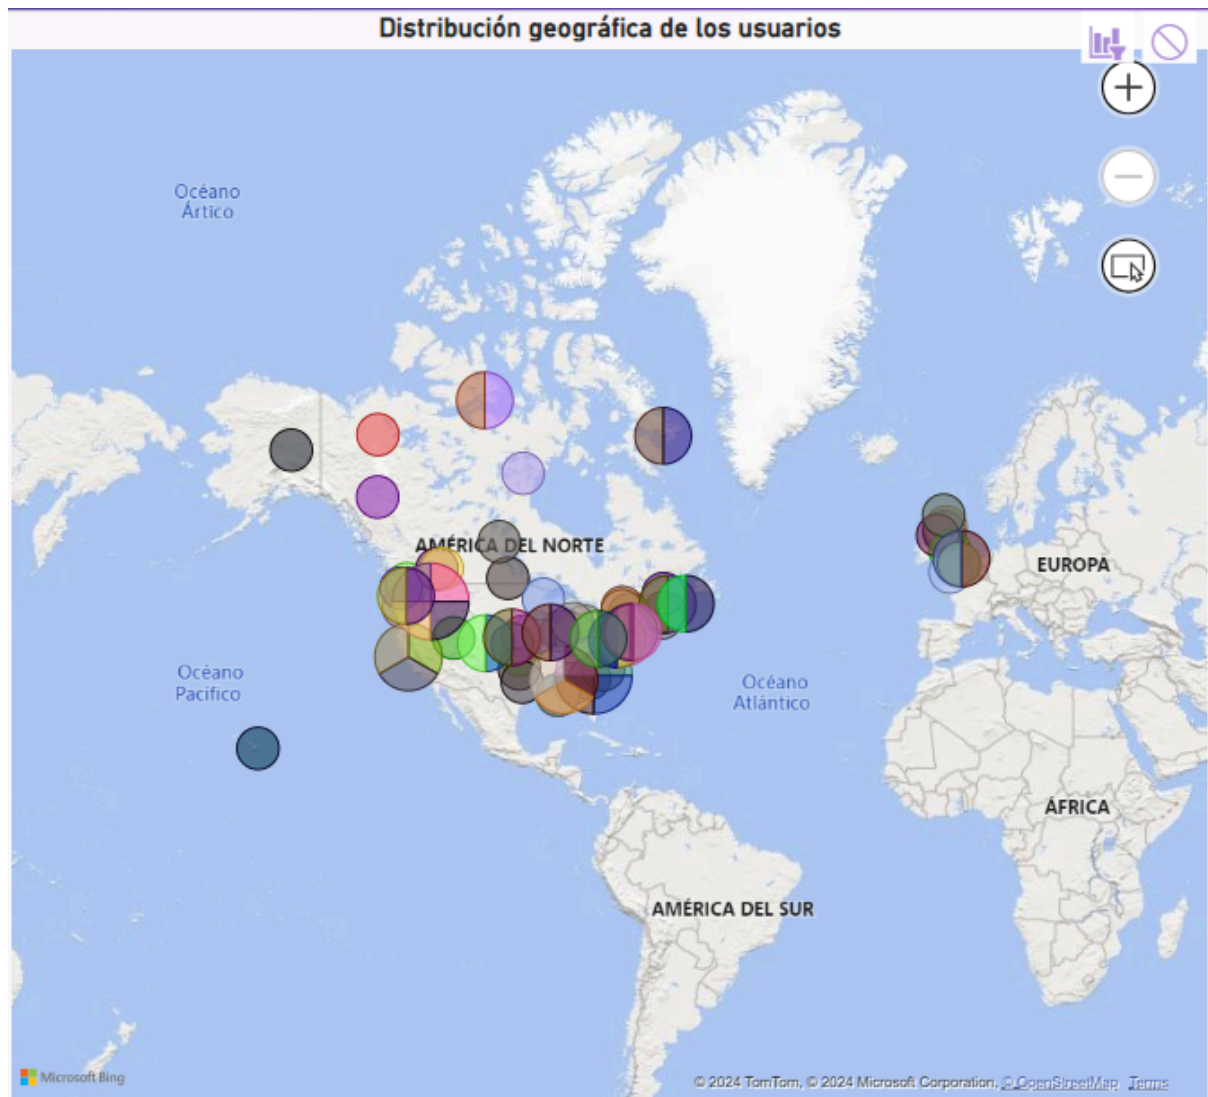 Distribución geográfica de los usuarios
Océano
Ártico
AMÉRICA DEL NORTE
EUROPA
Océano
Pacífico
Océano
Atlántico
ÁFRICA
AMÉRICA DEL SUR
Microsoft Bing
© 2024 TomTom, © 2024 Microsoft Corporation, © OpenStreetMap Terms